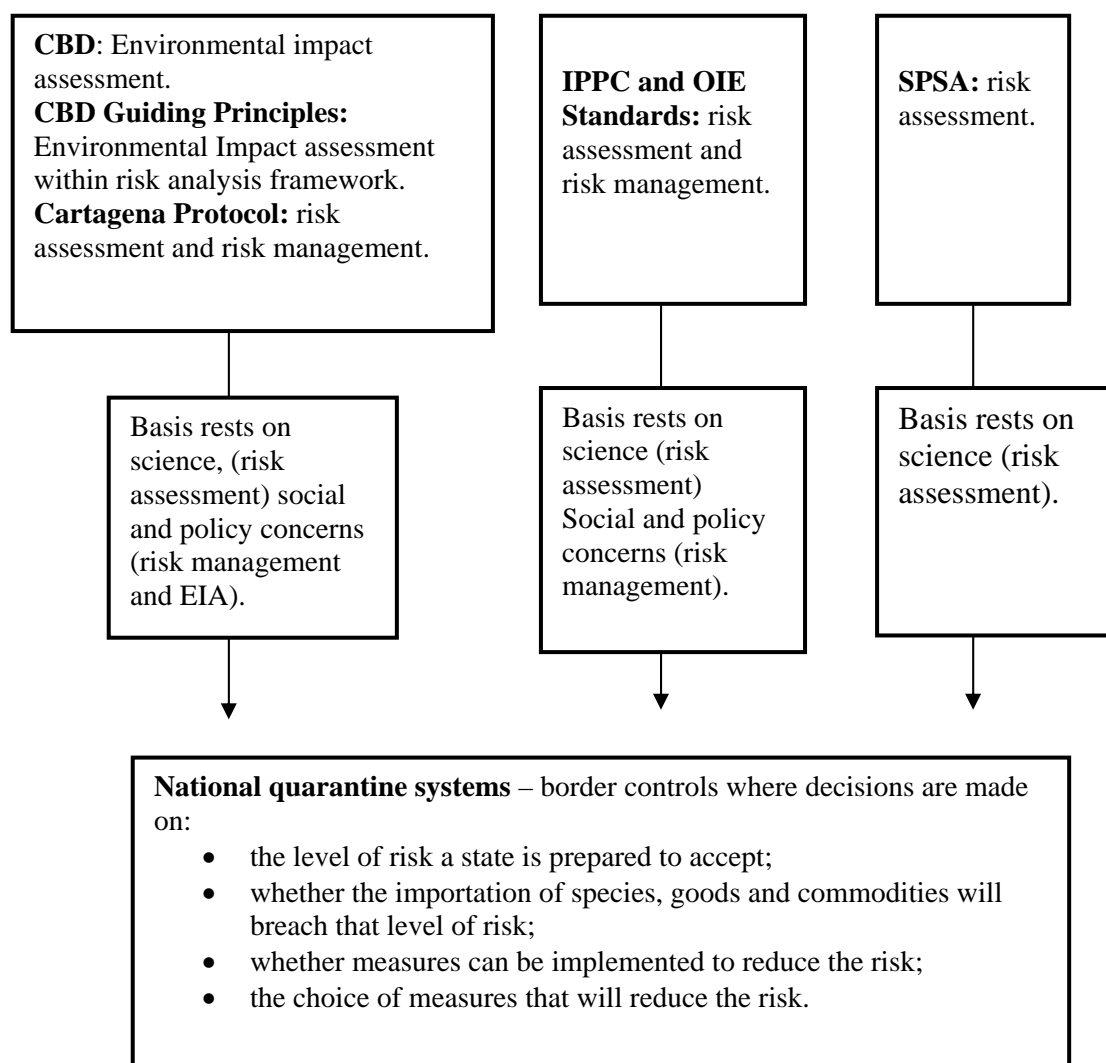 CBD: Environmental impact
assessment.
CBD Guiding Principles:
Environmental Impact assessment
within risk analysis framework.
Cartagena Protocol: risk
assessment and risk management.
IPPC and OIE
Standards: risk
assessment and
risk management.
SPSA: risk
assessment.
Basis rests on
science, (risk
assessment) social
and policy concerns
(risk management
and EIA).
Basis rests on
science (risk
assessment)
Social and policy
concerns (risk
management).
Basis rests on
science (risk
assessment).
National quarantine systems – border controls where decisions are made
on:
• the level of risk a state is prepared to accept;
• whether the importation of species, goods and commodities will
breach that level of risk;
• whether measures can be implemented to reduce the risk;
• the choice of measures that will reduce the risk.